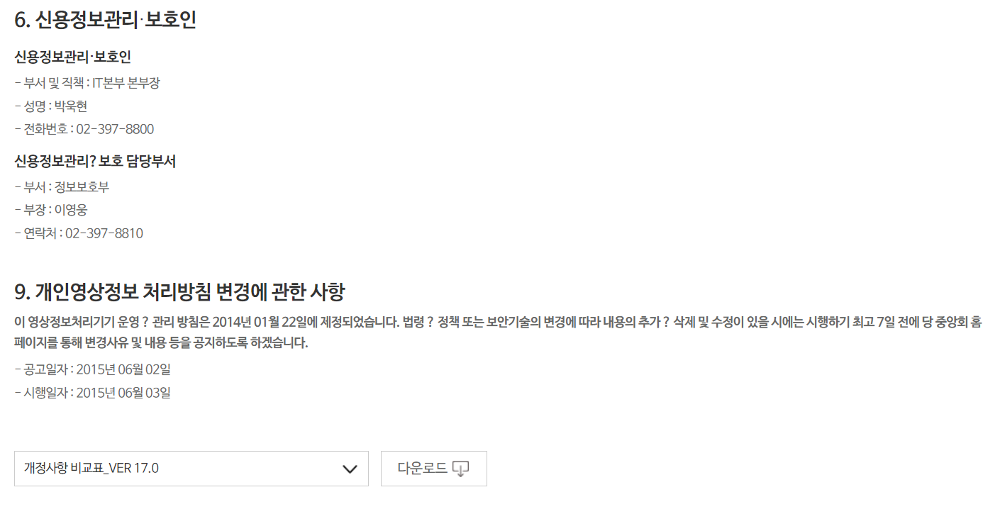 6. 신용정보관리·보호인
신용정보관리·보호인
- 부서 및 직책 : IT본부 본부장
- 성명 : 박욱현
- 전화번호 : 02-397-8800
신용정보관리? 보호 담당부서
- 부서 : 정보보호부
- 부장 : 이영웅
- 연락처 : 02-397-8810
9. 개인영상정보 처리방침 변경에 관한 사항
이 영상정보처리기기 운영 ? 관리 방침은 2014년 01월 22일에 제정되었습니다. 법령 ? 정책 또는 보안기술의 변경에 따라 내용의 추가 ? 삭제 및 수정이 있을 시에는 시행하기 최고 7일 전에 당 중앙회 홈
페이지를 통해 변경사유 및 내용 등을 공지하도록 하겠습니다.
- 공고일자 : 2015년 06월 02일
- 시행일자 : 2015년 06월 03일
개정사항 비교표_VER 17.0
다운로드